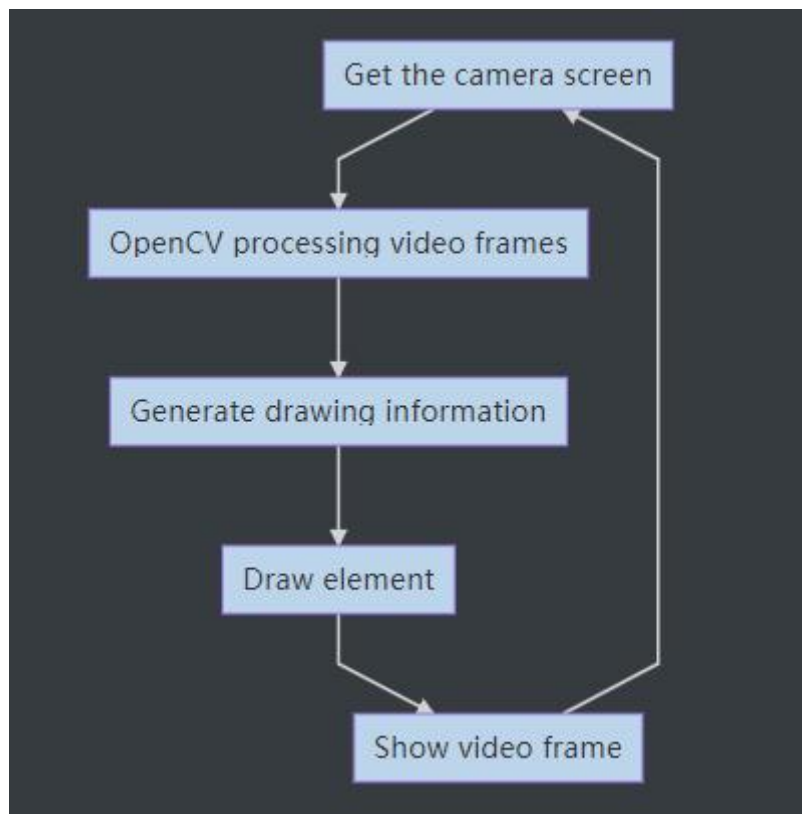 Get the camera screen
OpenCV processing video frames
Generate drawing information
Draw element
Show video frame